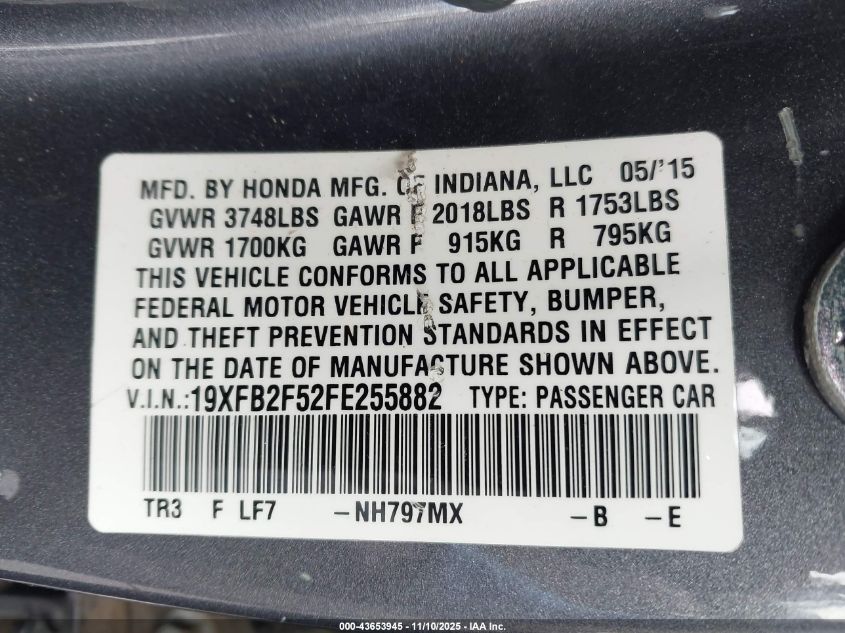 MFD. BY HONDA MFG. OF INDIANA, LLC 05/'15
GVWR 3748LBS GAWR F 2018LBS R 1753LBS
GVWR 1700KG GAWR F 915KG R 795KG
THIS VEHICLE CONFORMS TO ALL APPLICABLE
FEDERAL MOTOR VEHICLE SAFETY, BUMPER,
AND THEFT PREVENTION STANDARDS IN EFFECT
ON THE DATE OF MANUFACTURE SHOWN ABOVE.
V.I.N.:19XFB2F52FE255882 TYPE: PASSENGER CAR
TR3 F LF7 -NH797MX -B -E
000-43653945 - 11/10/2025 - IAA Inc.